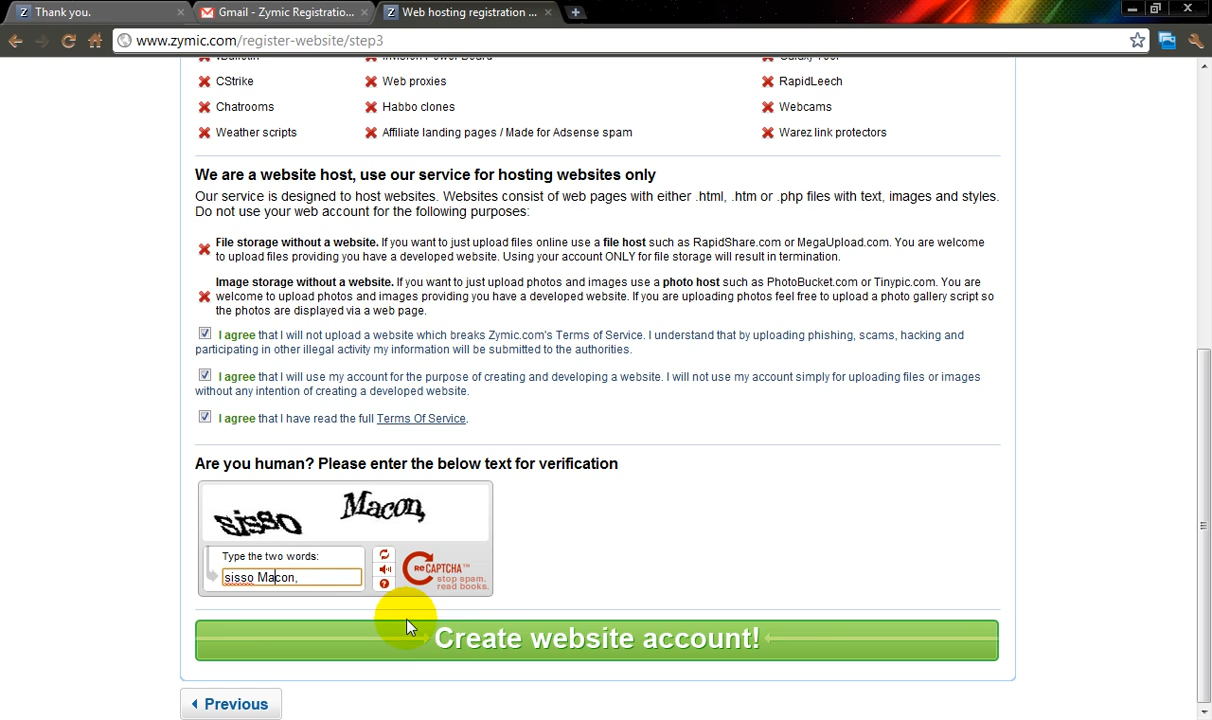 Thank you.
Gmail - Zymic Registratio...
Web hosting registration ...
www.zymic.com/register-website/step3
vBulletin
Invision Power Board
Galaxy Tool
CStrike
Web proxies
RapidLeech
Chatrooms
Habbo clones
Webcams
Weather scripts
Affiliate landing pages / Made for Adsense spam
Warez link protectors
We are a website host, use our service for hosting websites only
Our service is designed to host websites. Websites consist of web pages with either .html, .htm or .php files with text, images and styles.
Do not use your web account for the following purposes:
File storage without a website. If you want to just upload files online use a file host such as RapidShare.com or MegaUpload.com. You are welcome
to upload files providing you have a developed website. Using your account ONLY for file storage will result in termination.
Image storage without a website. If you want to just upload photos and images use a photo host such as PhotoBucket.com or Tinypic.com. You are
welcome to upload photos and images providing you have a developed website. If you are uploading photos feel free to upload a photo gallery script so
the photos are displayed via a web page.
I agree that I will not upload a website which breaks Zymic.com's Terms of Service. I understand that by uploading phishing, scams, hacking and
participating in other illegal activity my information will be submitted to the authorities.
I agree that I will use my account for the purpose of creating and developing a website. I will not use my account simply for uploading files or images
without any intention of creating a developed website.
I agree that I have read the full Terms Of Service.
Are you human? Please enter the below text for verification
sisso Macon,
Type the two words:
sisso Macon,
reCAPTCHA™
stop spam.
read books.
Create website account!
Previous